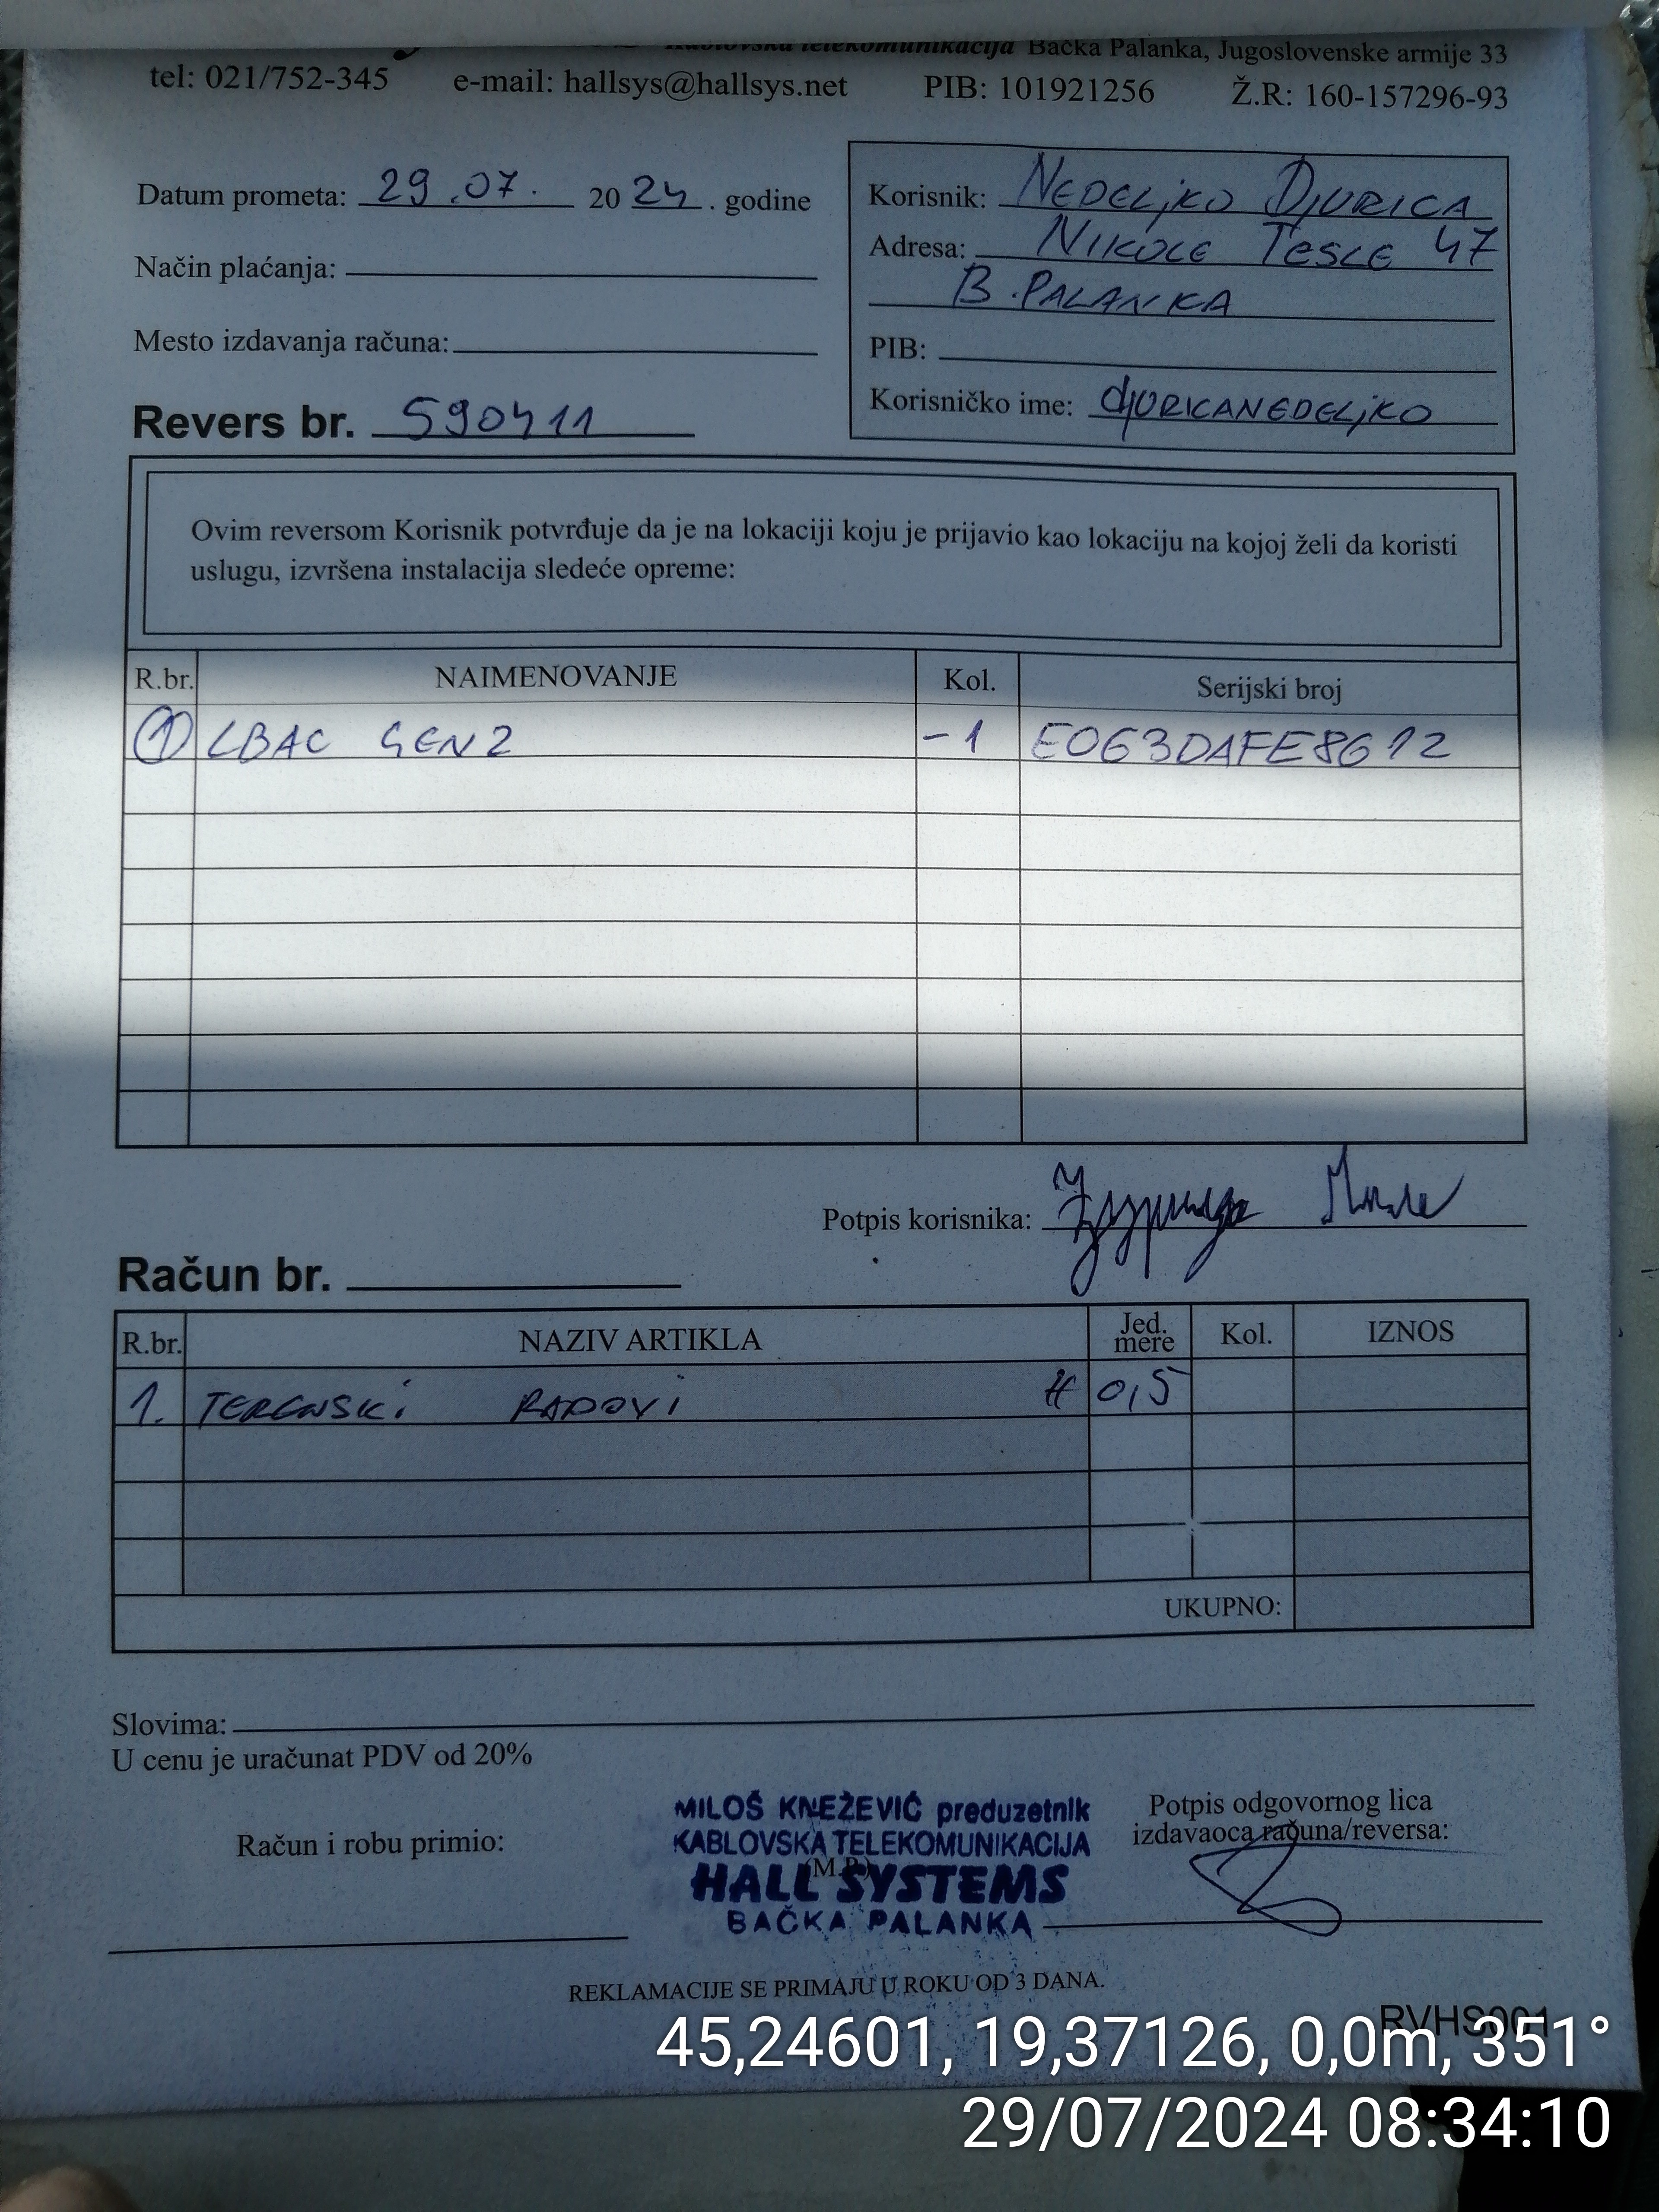 Kablovska telekomunikacija Bačka Palanka, Jugoslovenske armije 33
tel: 021/752-345 e-mail: hallsys@hallsys.net PIB: 101921256 Ž.R: 160-157296-93
Datum prometa: 29.07. 2024. godine
Način plaćanja:
Mesto izdavanja računa:
Revers br. 590411
Korisnik: NEDELjKO DJURICA
Adresa: NIKOLE TESLE 47
B.PALANKA
PIB:
Korisničko ime: djURICANEDELjKO
Ovim reversom Korisnik potvrđuje da je na lokaciji koju je prijavio kao lokaciju na kojoj želi da koristi
uslugu, izvršena instalacija sledeće opreme:
R.br. NAIMENOVANJE Kol. Serijski broj
1 LBAC GEN2 -1 E063DAFE8612
Potpis korisnika:
Račun br.
R.br. NAZIV ARTIKLA Jed. mere Kol. IZNOS
1. TERENSKi RADOVi H 0,5
UKUPNO:
Slovima:
U cenu je uračunat PDV od 20%
Račun i robu primio:
MILOŠ KNEŽEVIĆ preduzetnik
KABLOVSKA TELEKOMUNIKACIJA
(M.P.)
HALL SYSTEMS
BAČKA PALANKA
Potpis odgovornog lica
izdavaoca računa/reversa:
REKLAMACIJE SE PRIMAJU U ROKU OD 3 DANA.
RVHS001
45,24601, 19,37126, 0,0m, 351°
29/07/2024 08:34:10